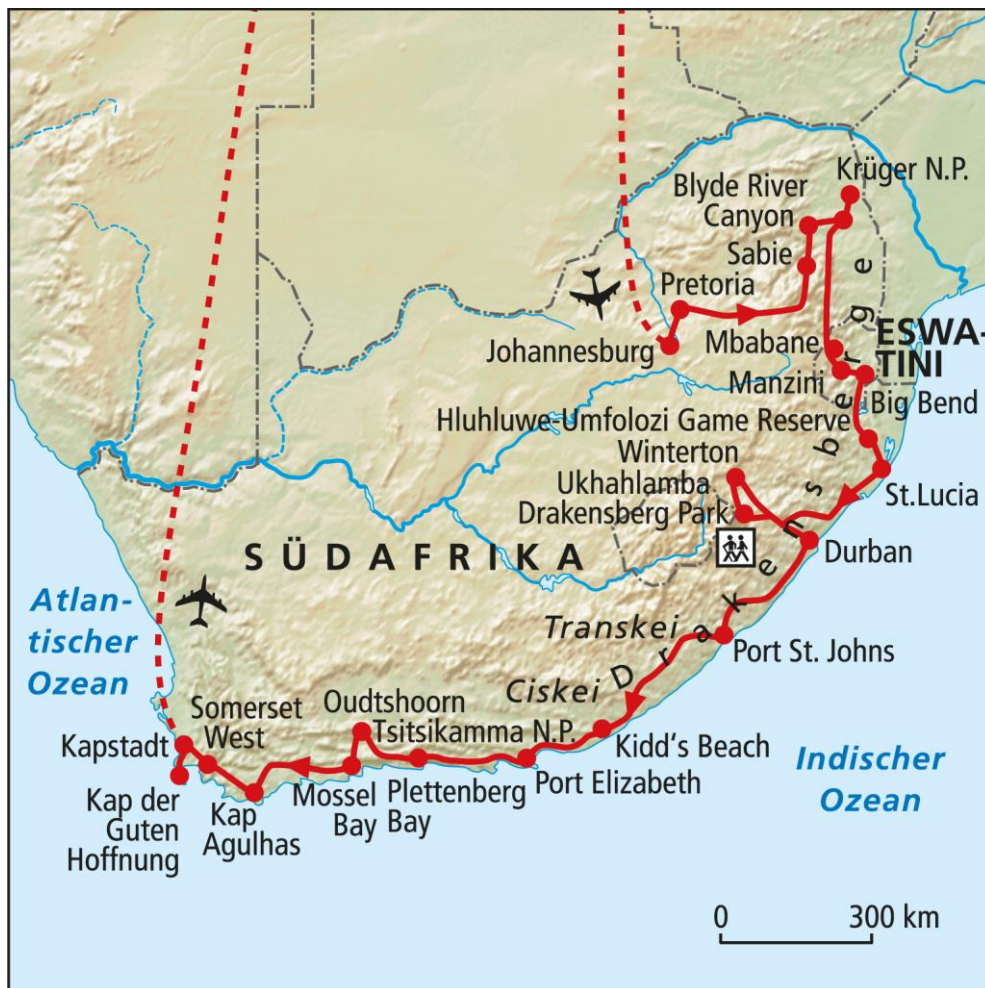 Krüger N.P.
Blyde River
Canyon
Sabie
Pretoria
Johannesburg
Mbabane
ESWA-
TINI
Manzini
Big Bend
Hluhluwe-Umfolozi Game Reserve
Winterton
Ukhahlamba
Drakensberg Park
St.Lucia
Durban
SÜDAFRIKA
Drakensberge
Atlan-
tischer
Ozean
Transkei
Port St. Johns
Ciskei
Oudtshoorn
Somerset
West
Tsitsikamma N.P.
Kapstadt
Kidd's Beach
Port Elizabeth
Indischer
Ozean
Kap der
Guten
Hoffnung
Kap
Agulhas
Mossel
Bay
Plettenberg
Bay
0 300 km